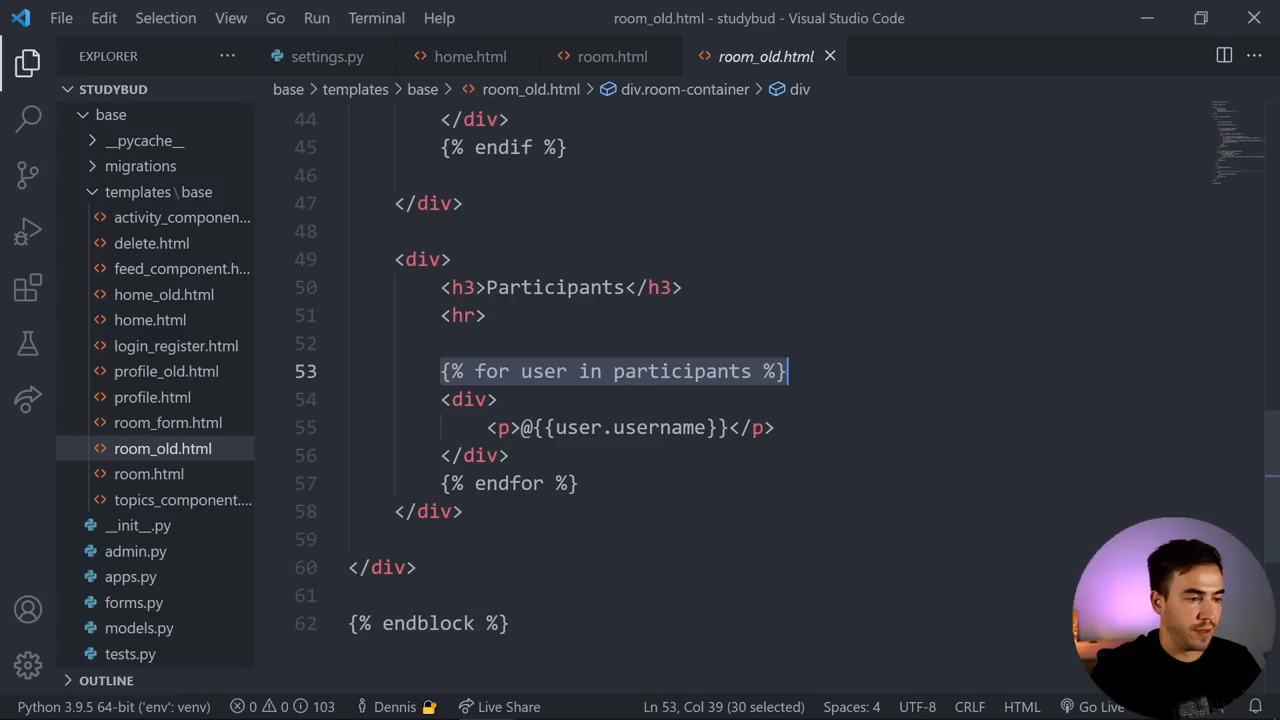 File Edit Selection View Go Run Terminal Help room_old.html - studybud - Visual Studio Code
EXPLORER ··· settings.py home.html room.html room_old.html
STUDYBUD
base > templates > base > room_old.html > div.room-container > div
base
__pycache__
migrations
templates\base
activity_componen...
delete.html
feed_component.h...
home_old.html
home.html
login_register.html
profile_old.html
profile.html
room_form.html
room_old.html
room.html
topics_component....
__init__.py
admin.py
apps.py
forms.py
models.py
tests.py
OUTLINE
44 </div>
45 {% endif %}
46
47 </div>
48
49 <div>
50 <h3>Participants</h3>
51 <hr>
52
53 {% for user in participants %}
54 <div>
55 <p>@{{user.username}}</p>
56 </div>
57 {% endfor %}
58 </div>
59
60 </div>
61
62 {% endblock %}
Python 3.9.5 64-bit ('env': venv) 0 0 103 Dennis Live Share Ln 53, Col 39 (30 selected) Spaces: 4 UTF-8 CRLF HTML Go Live